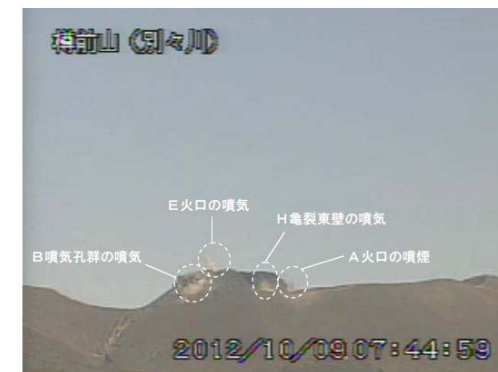 樽前山(別々川)
E火口の噴気
H亀裂東壁の噴気
B噴気孔群の噴気
A火口の噴煙
2012/10/09 07:44:59